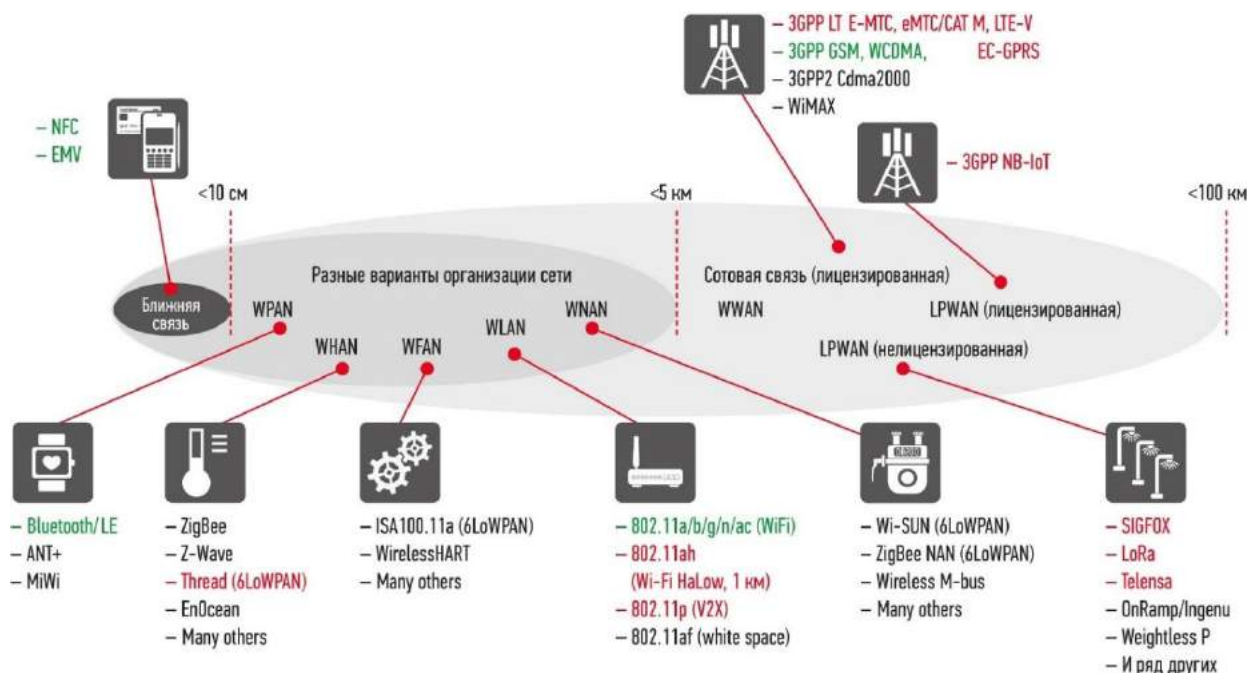 – 3GPP LT E-MTC, eMTC/CAT M, LTE-V
– 3GPP GSM, WCDMA, EC-GPRS
– 3GPP2 Cdma2000
– WiMAX
– NFC
– EMV
– 3GPP NB-IoT
<10 см
<5 км
<100 км
Разные варианты организации сети
Сотовая связь (лицензированная)
Ближняя
связь
WPAN
WHAN
WFAN
WLAN
WNAN
WWAN
LPWAN (лицензированная)
LPWAN (нелицензированная)
– Bluetooth/LE
– ANT+
– MiWi
– ZigBee
– Z-Wave
– Thread (6LoWPAN)
– EnOcean
– Many others
– ISA100.11a (6LoWPAN)
– WirelessHART
– Many others
– 802.11a/b/g/n/ac (WiFi)
– 802.11ah
(Wi-Fi HaLow, 1 км)
– 802.11p (V2X)
– 802.11af (white space)
– Wi-SUN (6LoWPAN)
– ZigBee NAN (6LoWPAN)
– Wireless M-bus
– Many others
– SIGFOX
– LoRa
– Telensa
– OnRamp/Ingenu
– Weightless P
– И ряд других